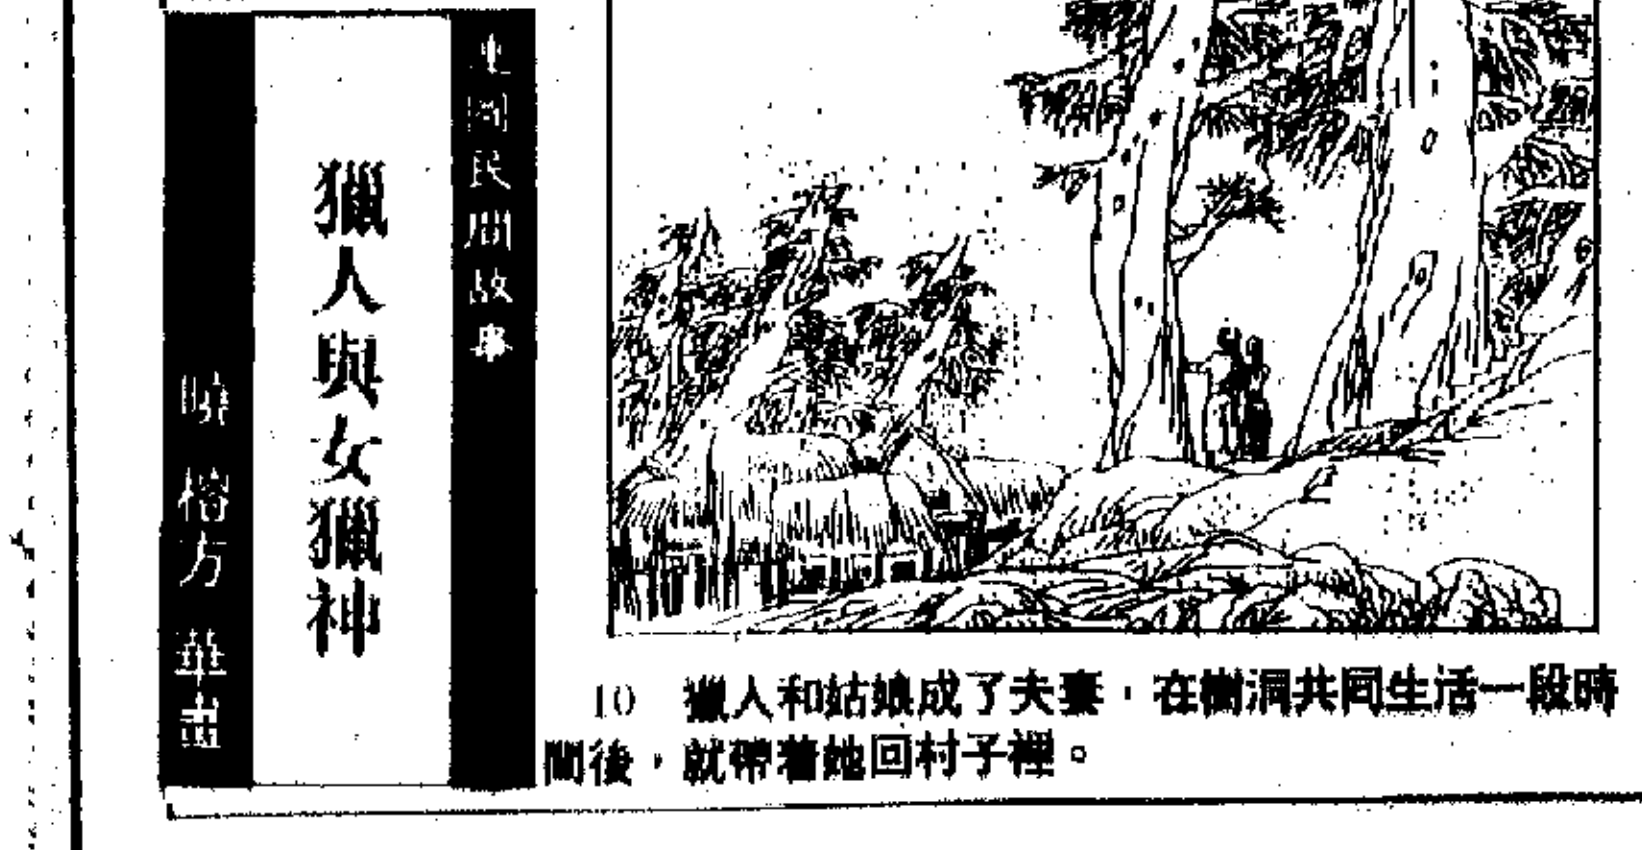 中國民間故事
獵人與女獵神
曉榕方華畫
10 獵人和姑娘成了夫妻，在樹洞共同生活一段時
間後，就帶着她回村子裡。